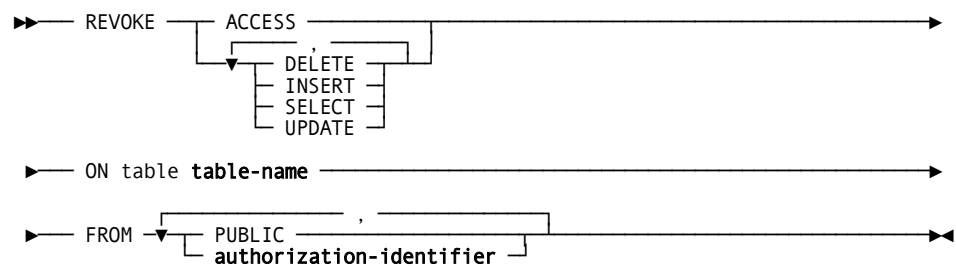 REVOKE ACCESS
,
DELETE
INSERT
SELECT
UPDATE
ON table table-name
,
FROM PUBLIC
authorization-identifier